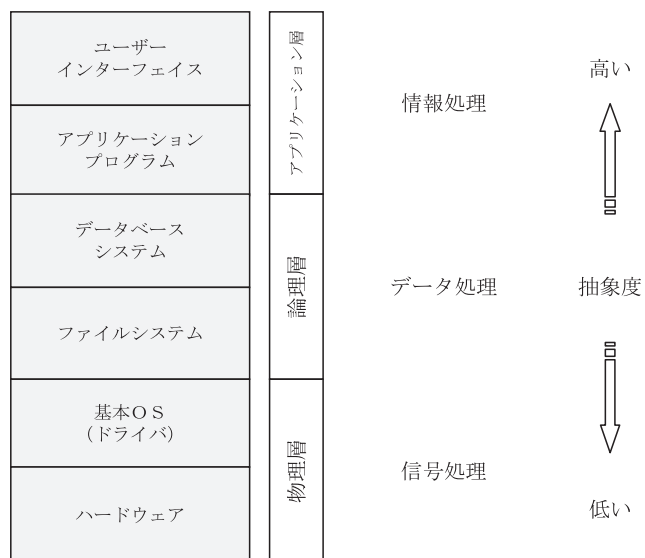 ユーザー
インターフェイス
アプリケーション
プログラム
データベース
システム
ファイルシステム
基本ＯＳ
（ドライバ）
ハードウェア
アプリケーション層
論理層
物理層
情報処理
データ処理
信号処理
高い
抽象度
低い